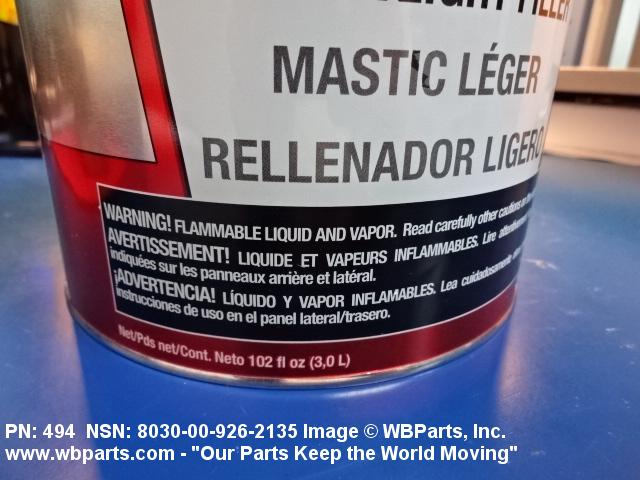 FILLER
MASTIC LÉGER
RELLENADOR LIGERO
WARNING! FLAMMABLE LIQUID AND VAPOR. Read carefully other cautions
AVERTISSEMENT! LIQUIDE ET VAPEURS INFLAMMABLES. Lire
indiquées sur les panneaux arrière et latéral.
¡ADVERTENCIA! LÍQUIDO Y VAPOR INFLAMABLES. Lea cuidadosamente
instrucciones de uso en el panel lateral/trasero.
Net/Pds net/Cont. Neto 102 fl oz (3,0 L)
PN: 494 NSN: 8030-00-926-2135 Image © WBParts, Inc.
www.wbparts.com - "Our Parts Keep the World Moving"